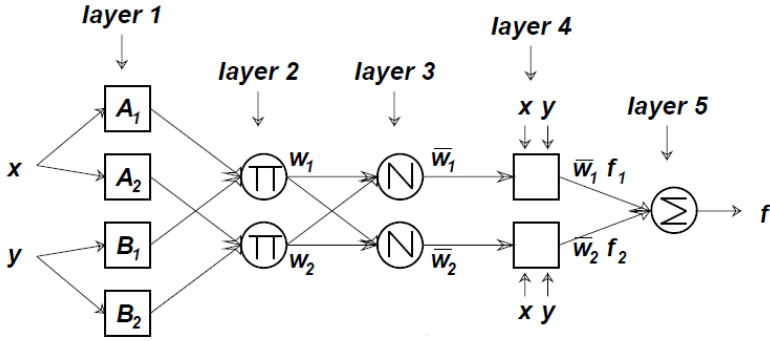 layer 1
layer 2
layer 3
layer 4
layer 5
x
y
A₁
A₂
B₁
B₂
Π
Π
w₁
w₂
N
N
w̅₁
w̅₂
x y
x y
w̅₁ f₁
w̅₂ f₂
Σ
f